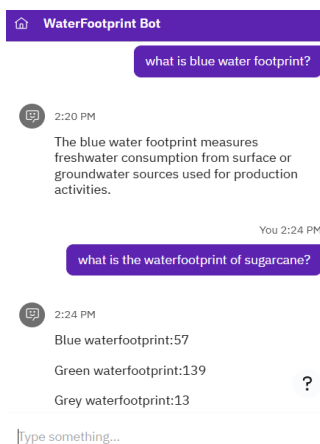 WaterFootprint Bot
what is blue water footprint?
2:20 PM
The blue water footprint measures
freshwater consumption from surface or
groundwater sources used for production
activities.
You 2:24 PM
what is the waterfootprint of sugarcane?
2:24 PM
Blue waterfootprint:57
Green waterfootprint:139
Grey waterfootprint:13
?
Type something...